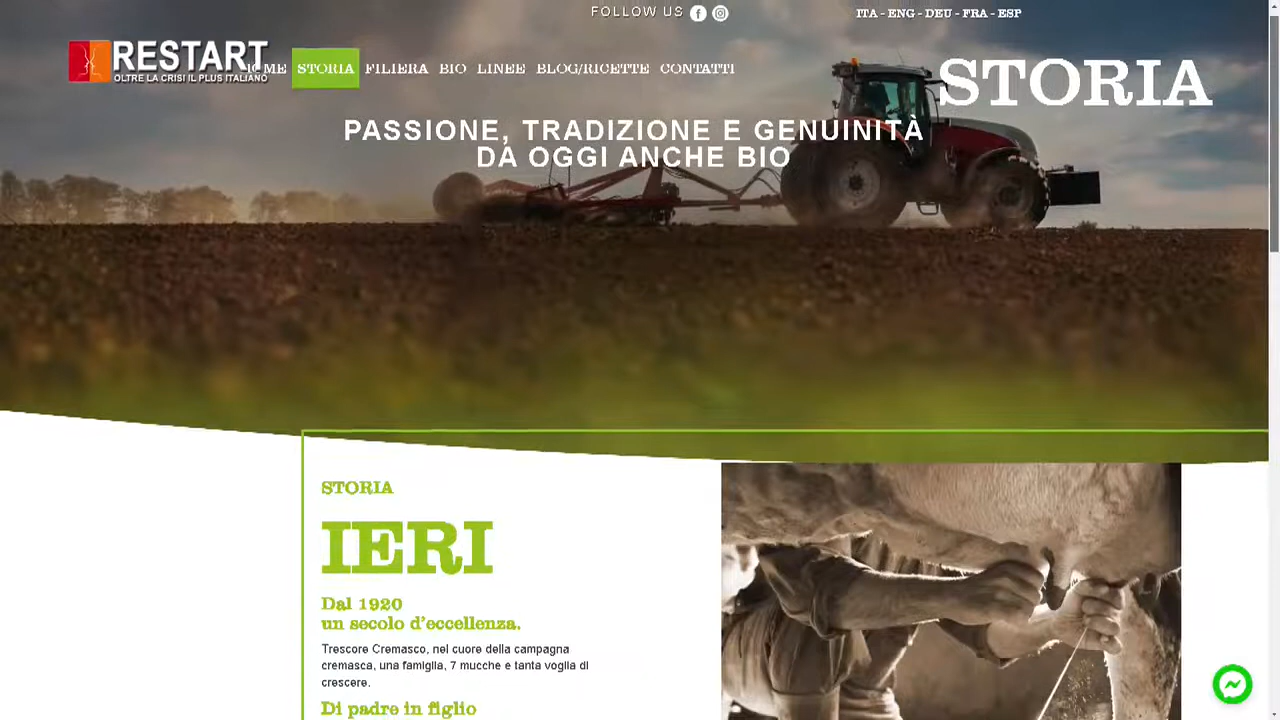 FOLLOW US
ITA - ENG - DEU - FRA - ESP
RESTART
OLTRE LA CRISI IL PLUS ITALIANO
STORIA FILIERA BIO LINEE BLOG/RICETTE CONTATTI
STORIA
PASSIONE, TRADIZIONE E GENUINITÀ
DA OGGI ANCHE BIO
STORIA
IERI
Dal 1920
un secolo d'eccellenza.
Trescore Cremasco, nel cuore della campagna
cremasca, una famiglia, 7 mucche e tanta voglia di
crescere.
Di padre in figlio